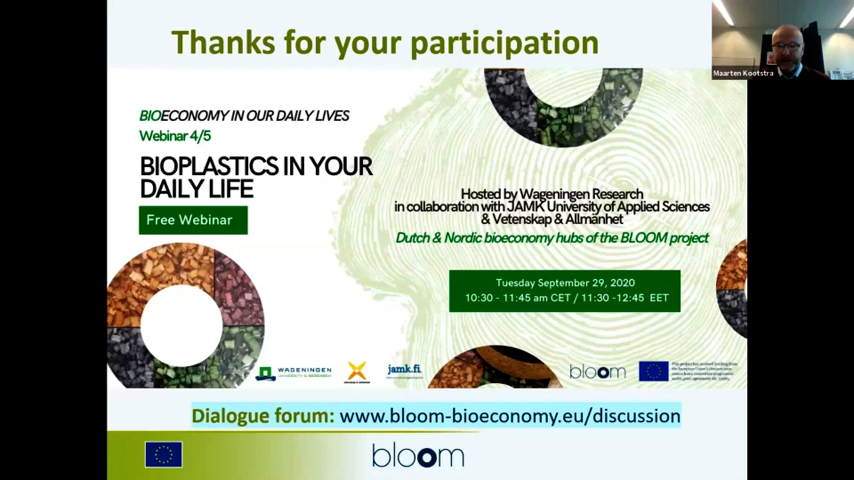 Thanks for your participation
Maarten Kootstra
BIOECONOMY IN OUR DAILY LIVES
Webinar 4/5
BIOPLASTICS IN YOUR
DAILY LIFE
Free Webinar
Hosted by Wageningen Research
in collaboration with JAMK University of Applied Sciences
& Vetenskap & Allmänhet
Dutch & Nordic bioeconomy hubs of the BLOOM project
Tuesday September 29, 2020
10:30 - 11:45 am CET / 11:30 -12:45 EET
WAGENINGEN
UNIVERSITY & RESEARCH
jamk.fi
bloom
Dialogue forum: www.bloom-bioeconomy.eu/discussion
bloom